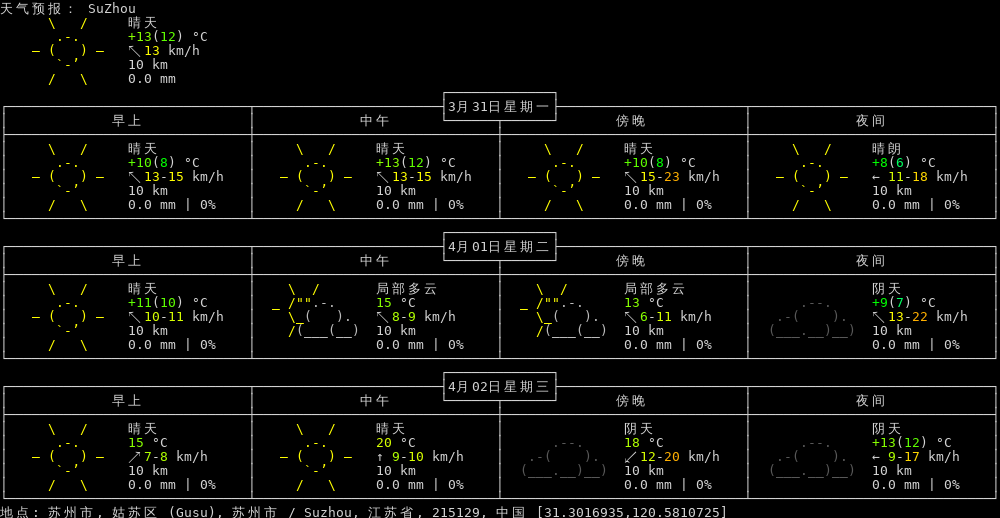 天气预报: SuZhou
晴天
+13(12) °C
↖ 13 km/h
10 km
0.0 mm
3月31日星期一
早上 中午 傍晚 夜间
晴天 晴天 晴天 晴朗
+10(8) °C +13(12) °C +10(8) °C +8(6) °C
↖ 13-15 km/h ↖ 13-15 km/h ↖ 15-23 km/h ← 11-18 km/h
10 km 10 km 10 km 10 km
0.0 mm | 0% 0.0 mm | 0% 0.0 mm | 0% 0.0 mm | 0%
4月01日星期二
早上 中午 傍晚 夜间
晴天 局部多云 局部多云 阴天
+11(10) °C 15 °C 13 °C +9(7) °C
↖ 10-11 km/h ↖ 8-9 km/h ↖ 6-11 km/h ↖ 13-22 km/h
10 km 10 km 10 km 10 km
0.0 mm | 0% 0.0 mm | 0% 0.0 mm | 0% 0.0 mm | 0%
4月02日星期三
早上 中午 傍晚 夜间
晴天 晴天 阴天 阴天
15 °C 20 °C 18 °C +13(12) °C
↗ 7-8 km/h ↑ 9-10 km/h ↙ 12-20 km/h ← 9-17 km/h
10 km 10 km 10 km 10 km
0.0 mm | 0% 0.0 mm | 0% 0.0 mm | 0% 0.0 mm | 0%
地点: 苏州市, 姑苏区 (Gusu), 苏州市 / Suzhou, 江苏省, 215129, 中国 [31.3016935,120.5810725]